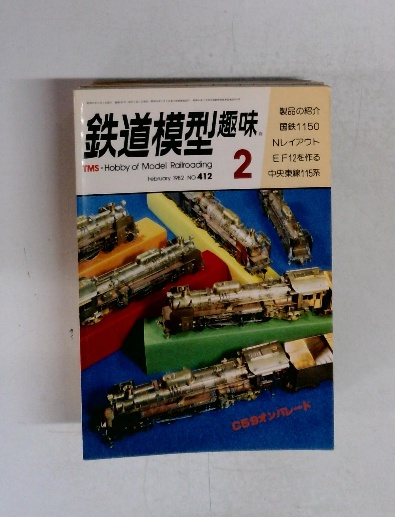 鉄道模型趣味
TMS・Hobby of Model Railroading
February 1982 NO.412
2
製品の紹介
国鉄1150
Nレイアウト
EF12を作る
中央東線115系
C59オンパレード